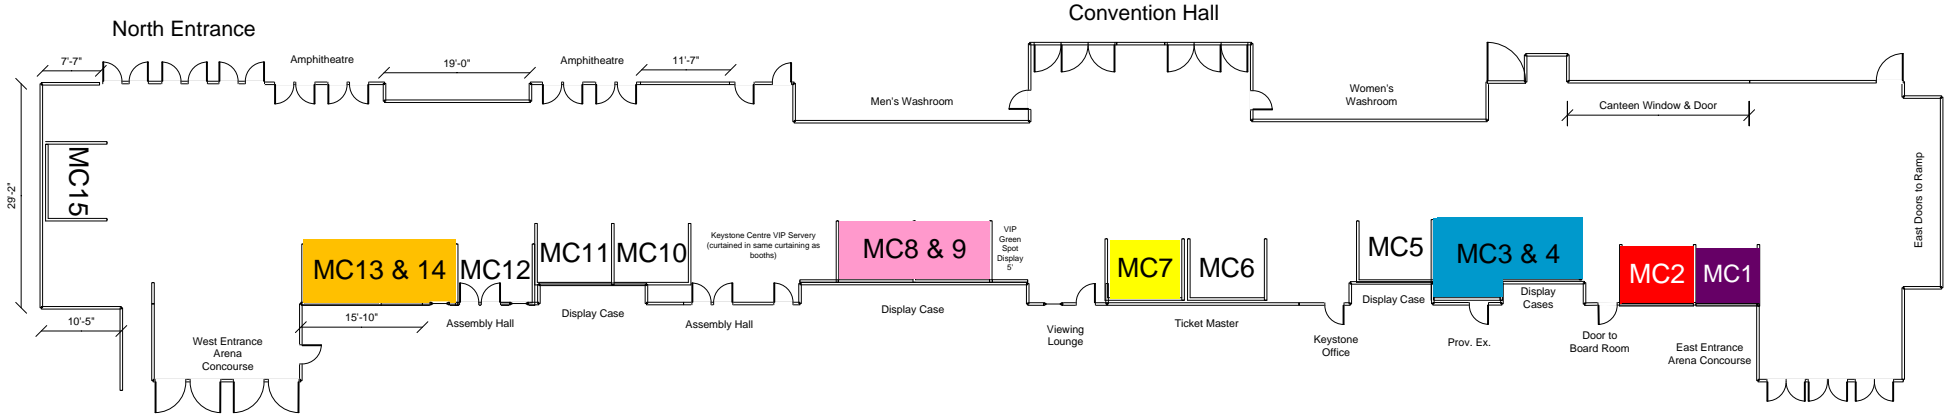 Convention Hall
North Entrance
7'-7"
Amphitheatre
19'-0"
Amphitheatre
11'-7"
Men's Washroom
Women's
Washroom
Canteen Window & Door
MC15
29'-2"
East Doors to Ramp
MC13 & 14
MC12
MC11
MC10
Keystone Centre VIP Servery
(curtained in same curtaining as
booths)
MC8 & 9
VIP
Green
Spot
Display
5'
MC7
MC6
MC5
MC3 & 4
MC2
MC1
10'-5"
15'-10"
Assembly Hall
Display Case
Assembly Hall
Display Case
Viewing
Lounge
Ticket Master
Keystone
Office
Display Case
Prov. Ex.
Display
Cases
Door to
Board Room
East Entrance
Arena Concourse
West Entrance
Arena
Concourse